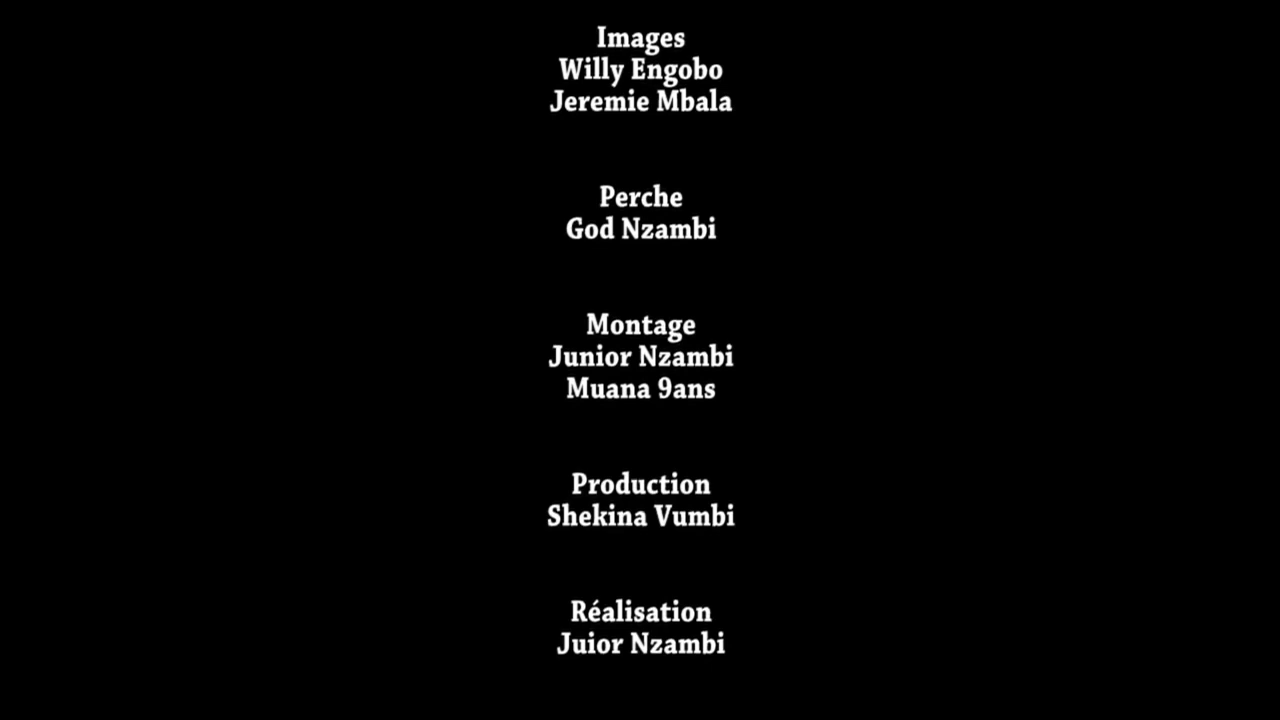 Images
Willy Engobo
Jeremie Mbala
Perche
God Nzambi
Montage
Junior Nzambi
Muana 9ans
Production
Shekina Vumbi
Réalisation
Juior Nzambi